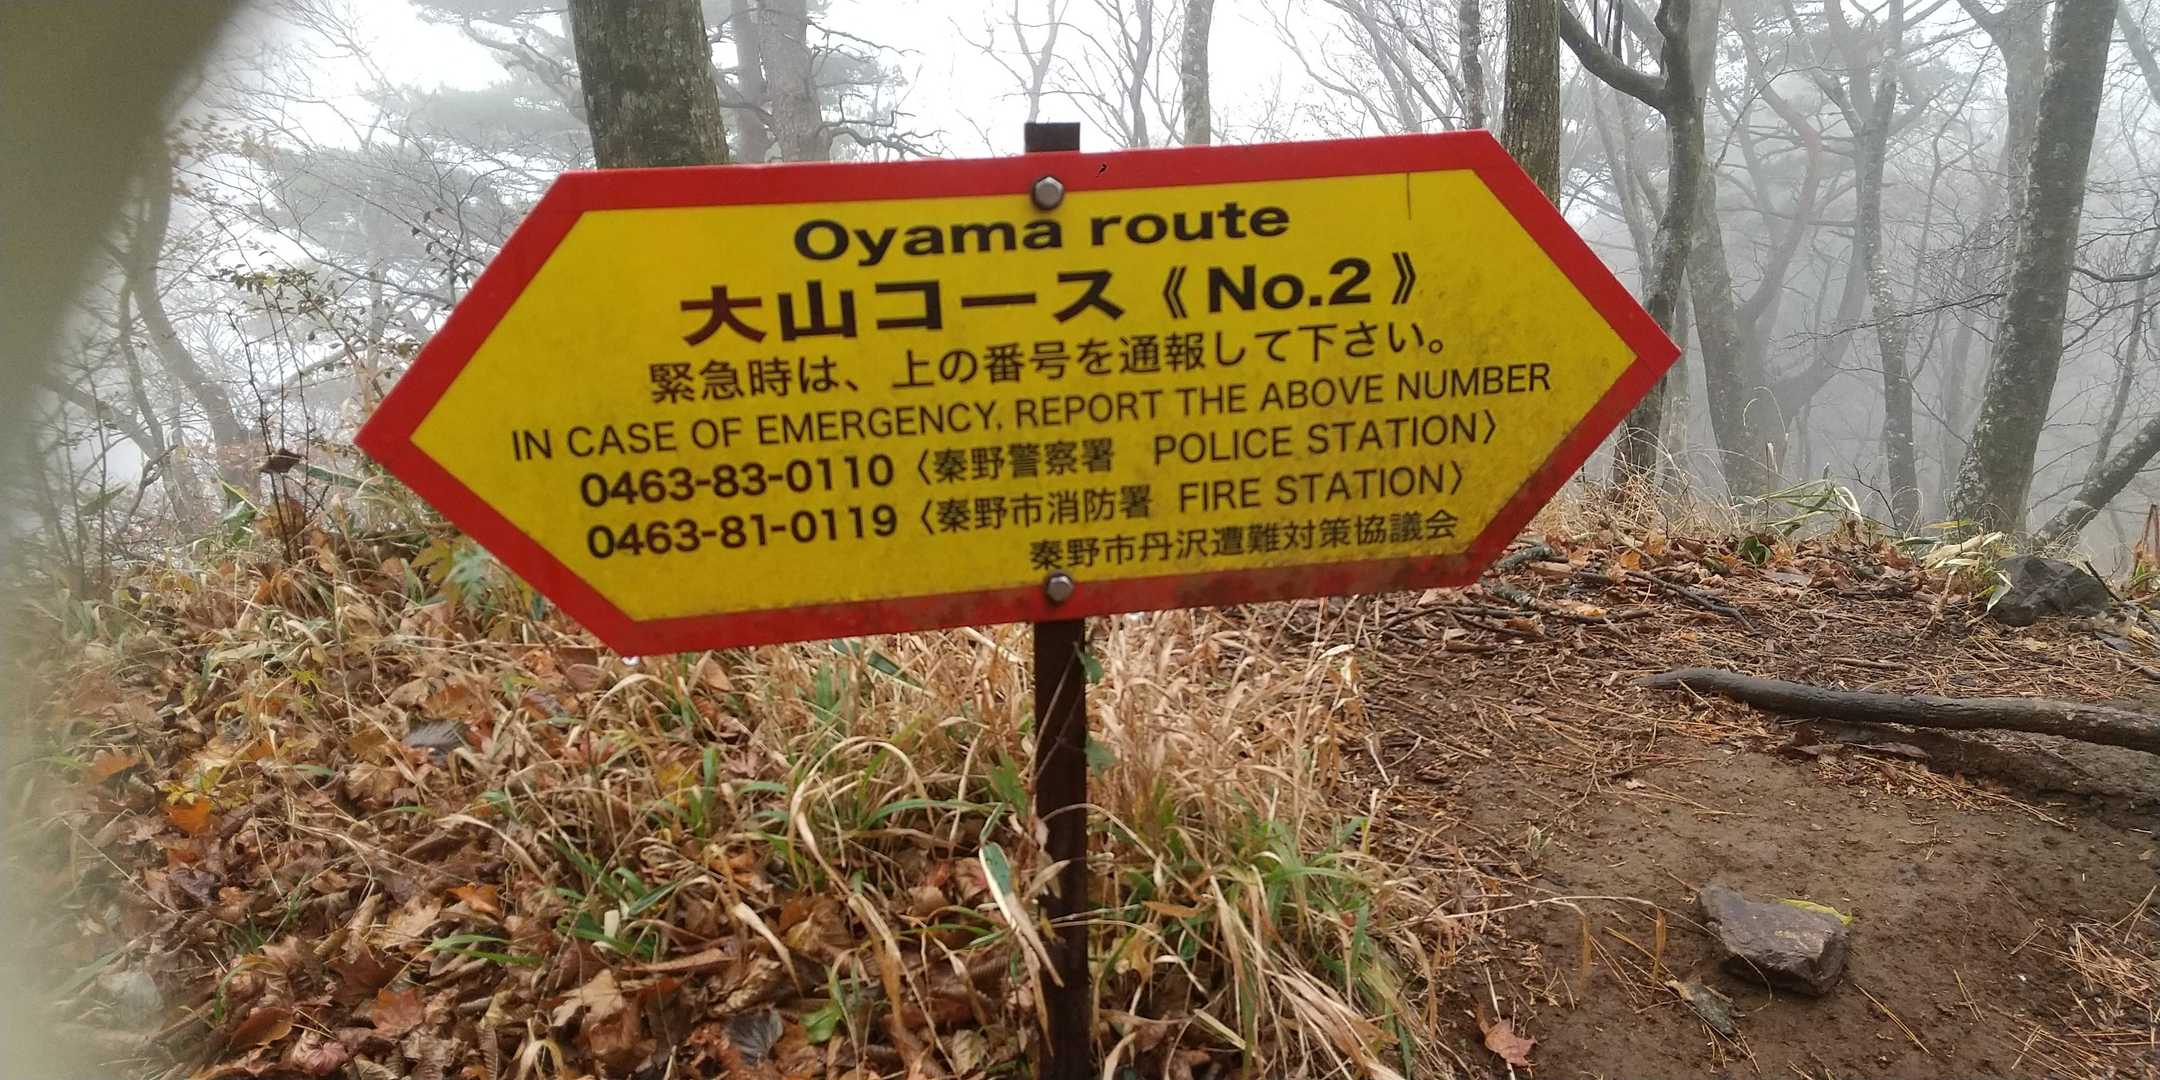 Oyama route
大山コース《No.2》
緊急時は、上の番号を通報して下さい。
IN CASE OF EMERGENCY. REPORT THE ABOVE NUMBER
0463-83-0110〈秦野警察署 POLICE STATION〉
0463-81-0119〈秦野市消防署 FIRE STATION〉
秦野市丹沢遭難対策協議会